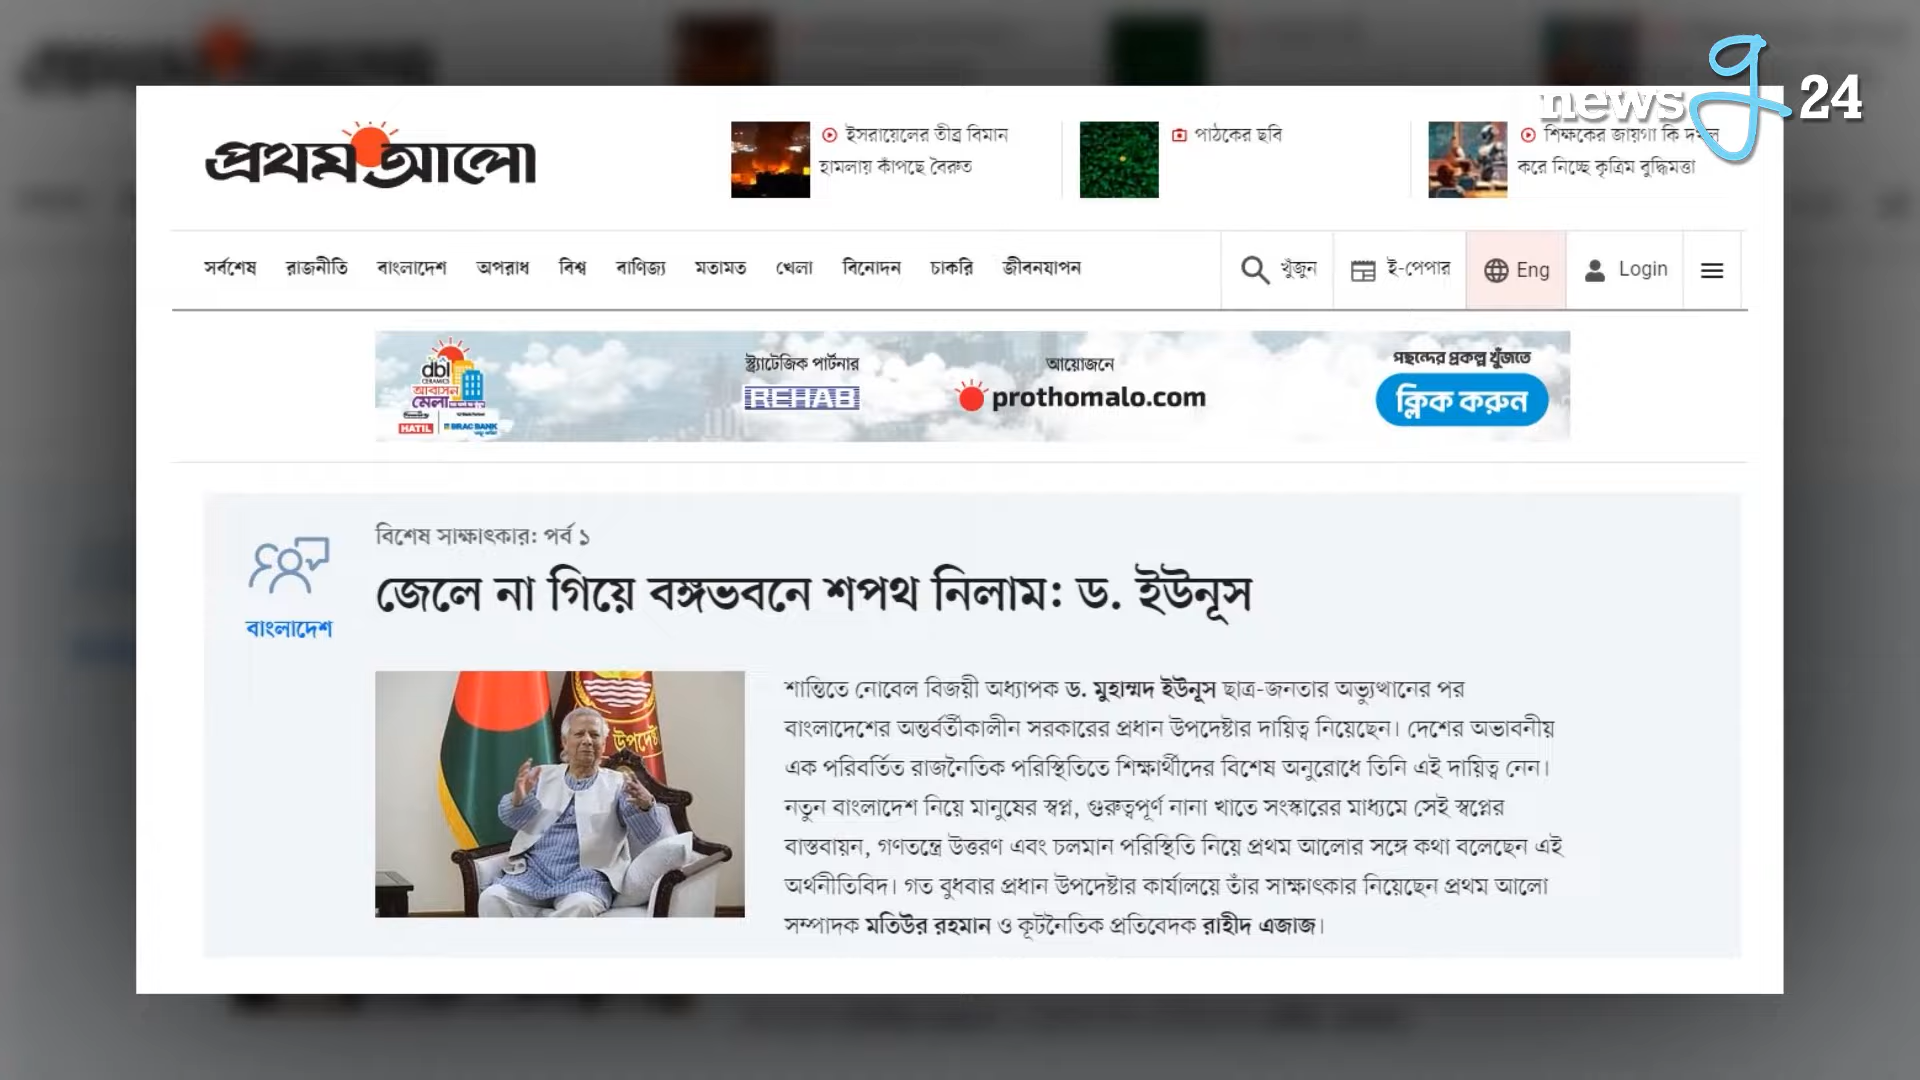 news g 24
প্রথম আলো
ইসরায়েলের তীব্র বিমান
হামলায় কাঁপছে বৈরুত
পাঠকের ছবি
শিক্ষকের জায়গা কি দখল
করে নিচ্ছে কৃত্রিম বুদ্ধিমত্তা
সর্বশেষ রাজনীতি বাংলাদেশ অপরাধ বিশ্ব বাণিজ্য মতামত খেলা বিনোদন চাকরি জীবনযাপন খুঁজুন ই-পেপার Eng Login
dbl
CERAMICS
আবাসন
মেলা
HATIL BRAC BANK
স্ট্র্যাটেজিক পার্টনার
REHAB
আয়োজনে
prothomalo.com
পছন্দের প্রকল্প খুঁজতে
ক্লিক করুন
বাংলাদেশ
বিশেষ সাক্ষাৎকার: পর্ব ১
জেলে না গিয়ে বঙ্গভবনে শপথ নিলাম: ড. ইউনূস
উপদেষ্টা
শান্তিতে নোবেল বিজয়ী অধ্যাপক ড. মুহাম্মদ ইউনূস ছাত্র-জনতার অভ্যুত্থানের পর
বাংলাদেশের অন্তর্বর্তীকালীন সরকারের প্রধান উপদেষ্টার দায়িত্ব নিয়েছেন। দেশের অভাবনীয়
এক পরিবর্তিত রাজনৈতিক পরিস্থিতিতে শিক্ষার্থীদের বিশেষ অনুরোধে তিনি এই দায়িত্ব নেন।
নতুন বাংলাদেশ নিয়ে মানুষের স্বপ্ন, গুরুত্বপূর্ণ নানা খাতে সংস্কারের মাধ্যমে সেই স্বপ্নের
বাস্তবায়ন, গণতন্ত্রে উত্তরণ এবং চলমান পরিস্থিতি নিয়ে প্রথম আলোর সঙ্গে কথা বলেছেন এই
অর্থনীতিবিদ। গত বুধবার প্রধান উপদেষ্টার কার্যালয়ে তাঁর সাক্ষাৎকার নিয়েছেন প্রথম আলো
সম্পাদক মতিউর রহমান ও কূটনৈতিক প্রতিবেদক রাহীদ এজাজ।